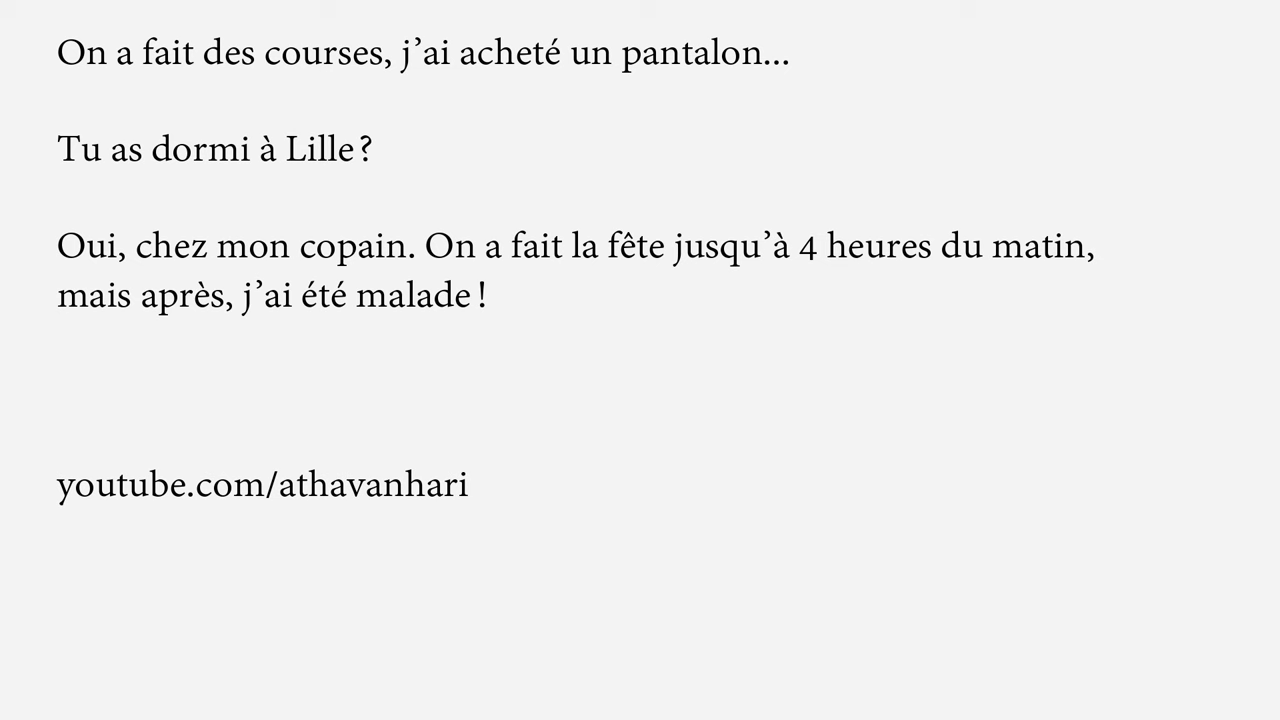 On a fait des courses, j’ai acheté un pantalon...
Tu as dormi à Lille ?
Oui, chez mon copain. On a fait la fête jusqu’à 4 heures du matin,
mais après, j’ai été malade !
youtube.com/athavanhari